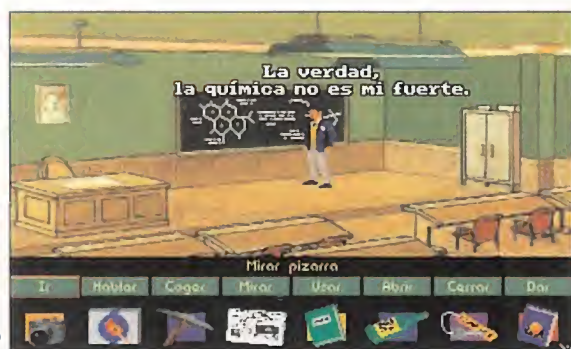 La verdad,
la química no es mi fuerte.
Mirar pizarra
Ir Hablar Coger Mirar Usar Abrir Cerrar Dar